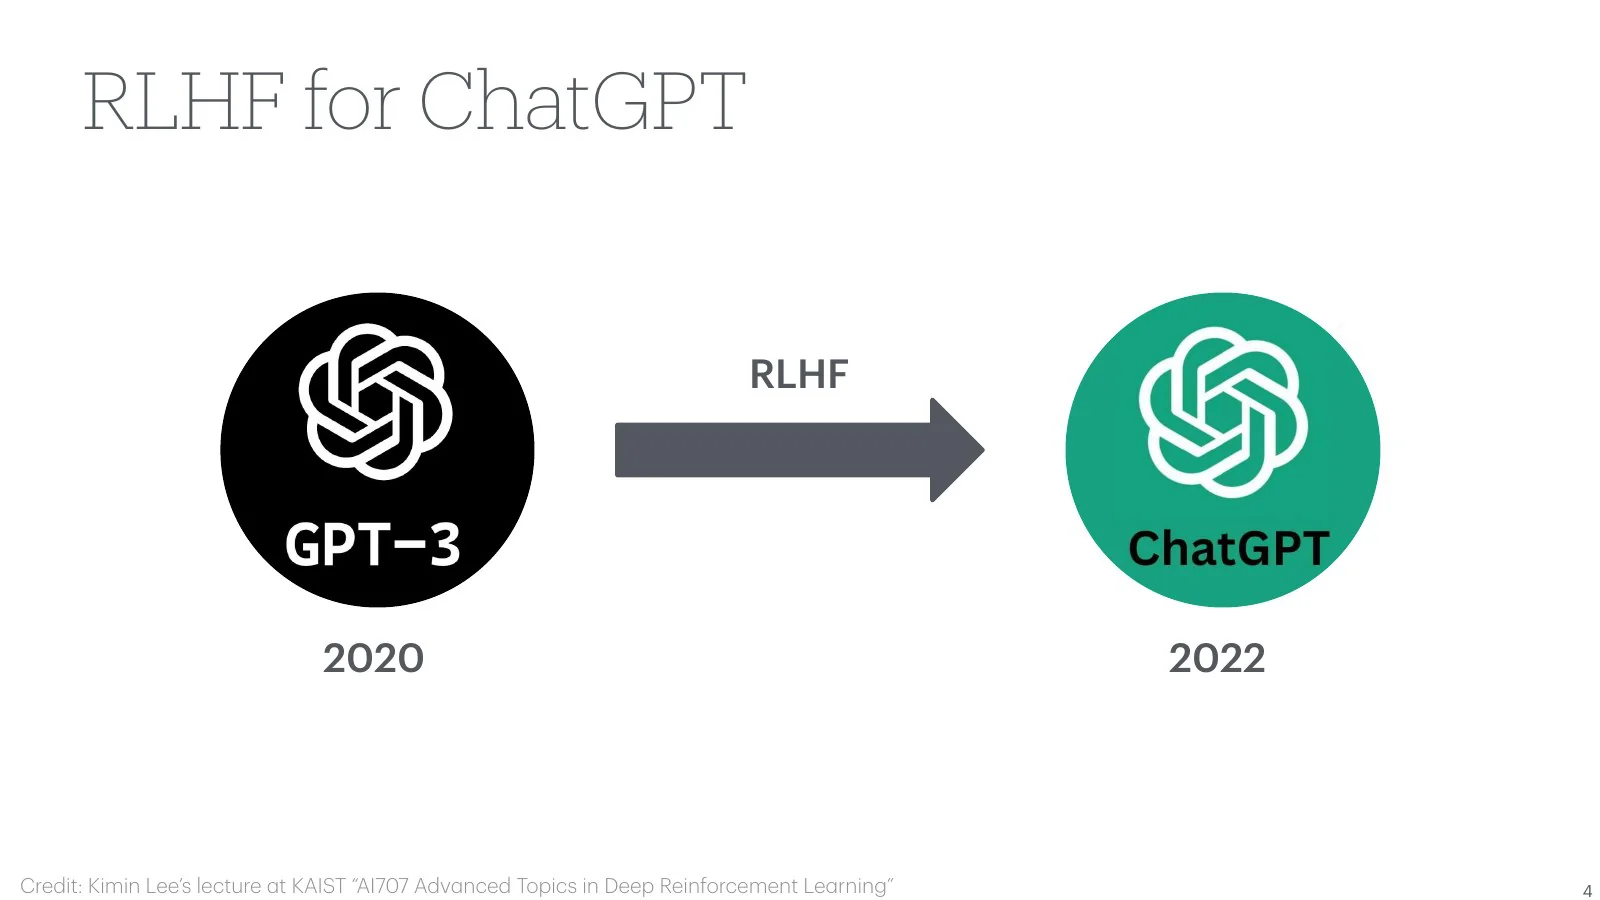 RLHF for ChatGPT
GPT-3
RLHF
ChatGPT
2020
2022
Credit: Kimin Lee's lecture at KAIST “AI707 Advanced Topics in Deep Reinforcement Learning”
4